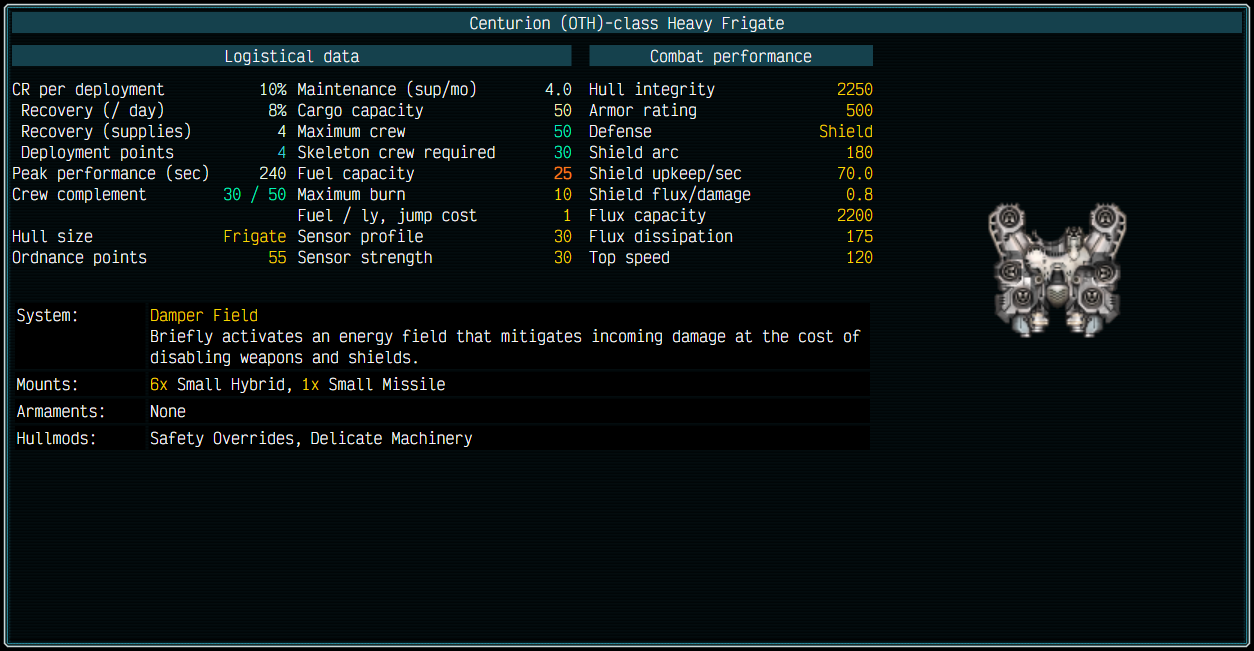 Centurion (OTH)-class Heavy Frigate
Logistical data
CR per deployment 10%
Recovery (/ day) 8%
Recovery (supplies) 4
Deployment points 4
Peak performance (sec) 240
Crew complement 30 / 50
Hull size Frigate
Ordnance points 55
Maintenance (sup/mo) 4.0
Cargo capacity 50
Maximum crew 50
Skeleton crew required 30
Fuel capacity 25
Maximum burn 10
Fuel / ly, jump cost 1
Sensor profile 30
Sensor strength 30
Combat performance
Hull integrity 2250
Armor rating 500
Defense Shield
Shield arc 180
Shield upkeep/sec 70.0
Shield flux/damage 0.8
Flux capacity 2200
Flux dissipation 175
Top speed 120
System: Damper Field
Briefly activates an energy field that mitigates incoming damage at the cost of
disabling weapons and shields.
Mounts: 6x Small Hybrid, 1x Small Missile
Armaments: None
Hullmods: Safety Overrides, Delicate Machinery